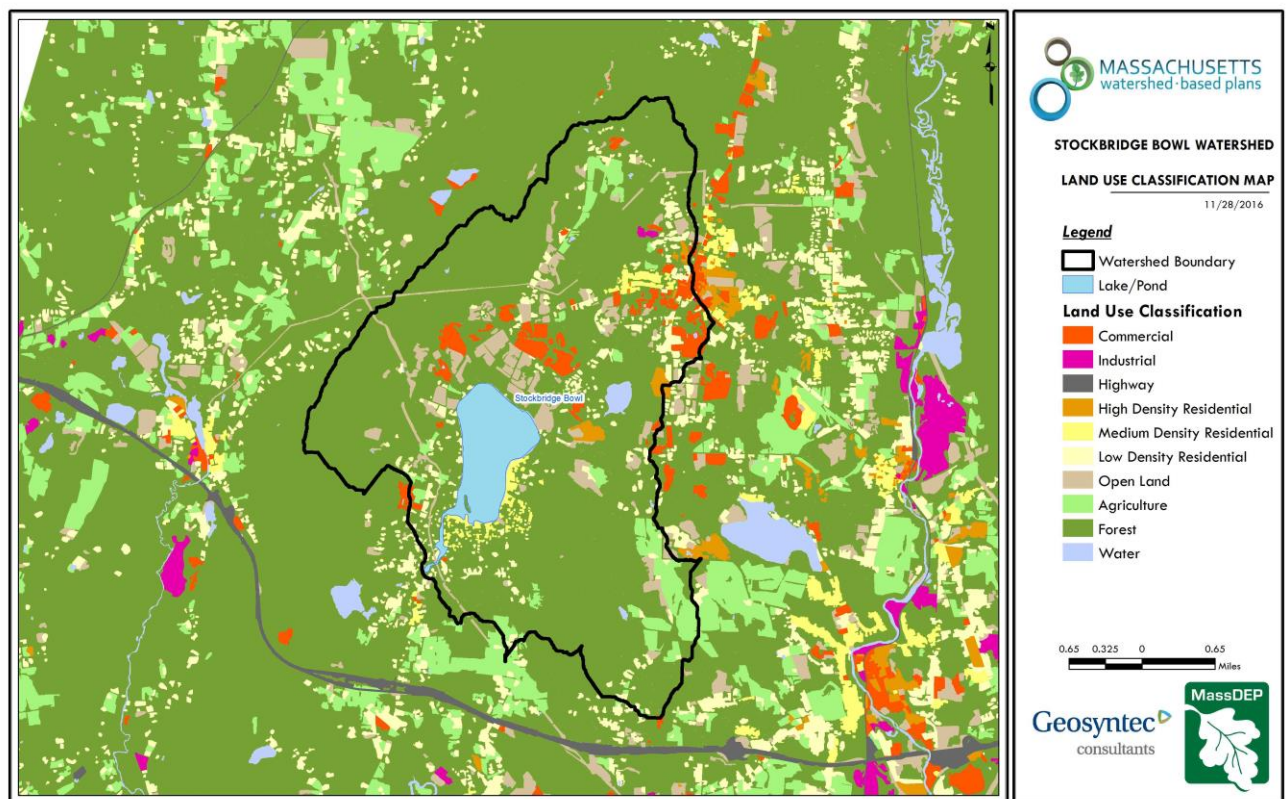 Stockbridge Bowl
N
MASSACHUSETTS
watershed·based plans
STOCKBRIDGE BOWL WATERSHED
LAND USE CLASSIFICATION MAP
11/28/2016
Legend
Watershed Boundary
Lake/Pond
Land Use Classification
Commercial
Industrial
Highway
High Density Residential
Medium Density Residential
Low Density Residential
Open Land
Agriculture
Forest
Water
0.65 0.325 0 0.65
Miles
Geosyntec
consultants
MassDEP